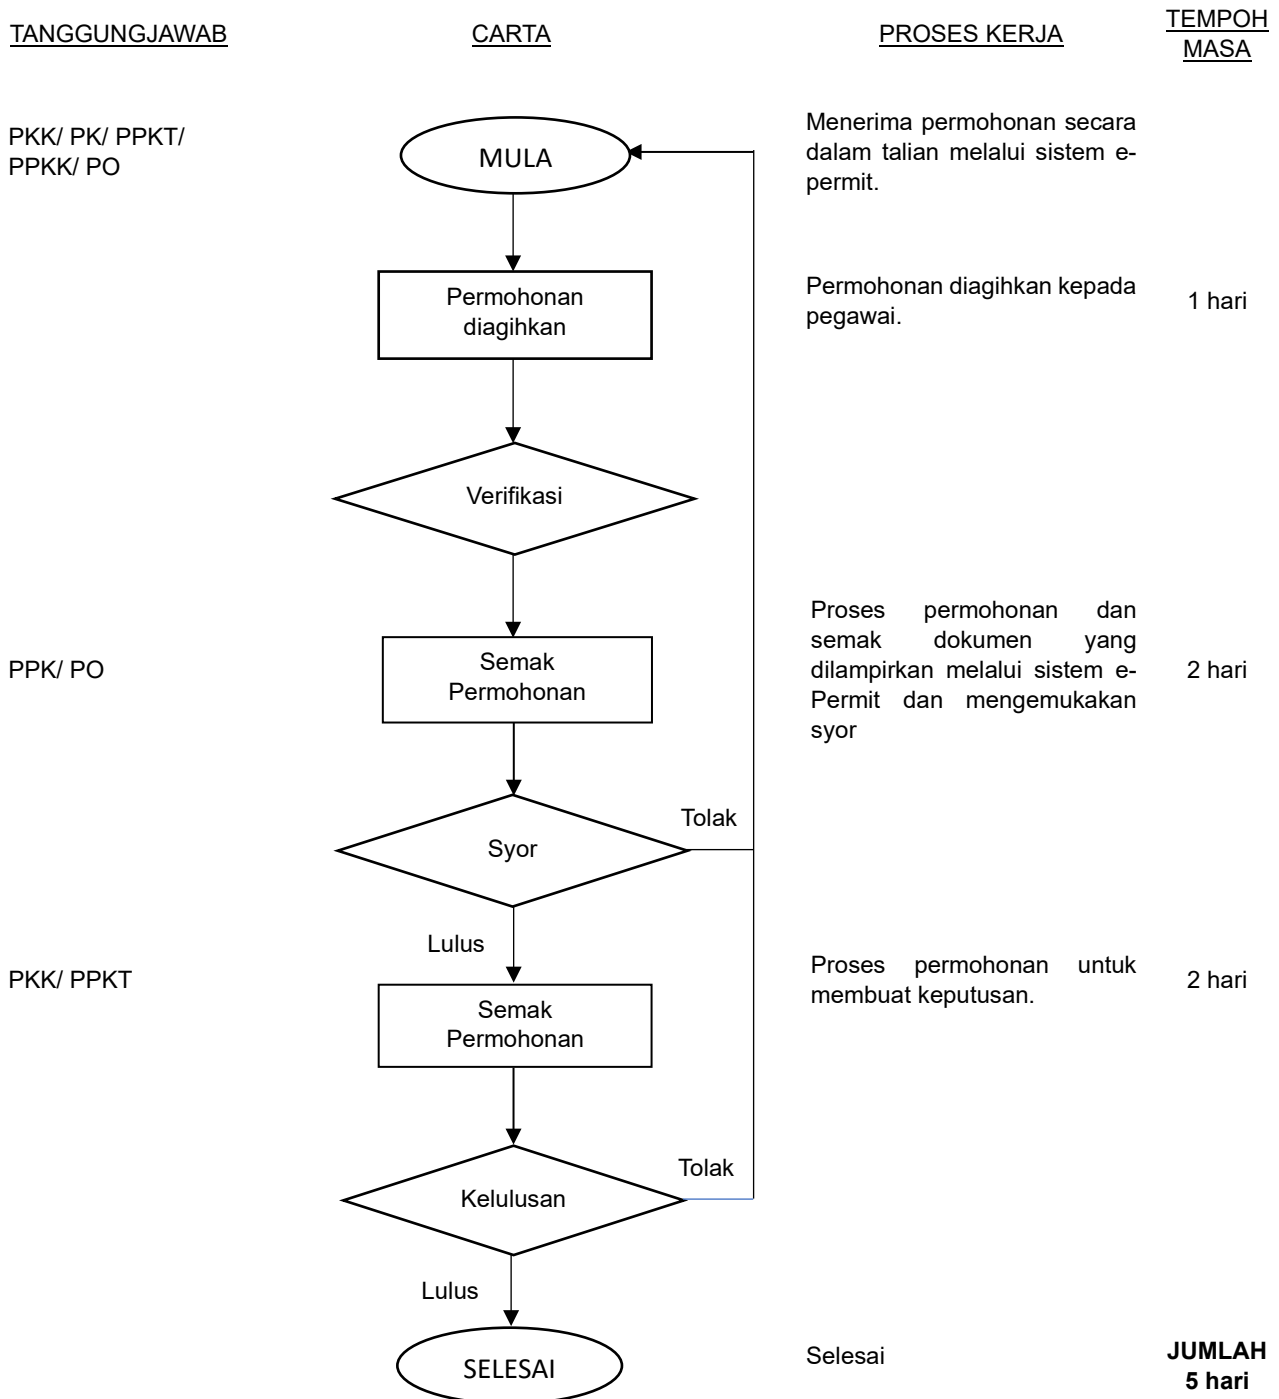 TANGGUNGJAWAB
CARTA
PROSES KERJA
TEMPOH
MASA
PKK/ PK/ PPKT/
PPKK/ PO
MULA
Menerima permohonan secara
dalam talian melalui sistem e-
permit.
Permohonan
diagihkan
Permohonan diagihkan kepada
pegawai.
1 hari
Verifikasi
PPK/ PO
Semak
Permohonan
Proses permohonan dan
semak dokumen yang
dilampirkan melalui sistem e-
Permit dan mengemukakan
syor
2 hari
Syor
Tolak
Lulus
PKK/ PPKT
Semak
Permohonan
Proses permohonan untuk
membuat keputusan.
2 hari
Kelulusan
Tolak
Lulus
SELESAI
Selesai
JUMLAH
5 hari